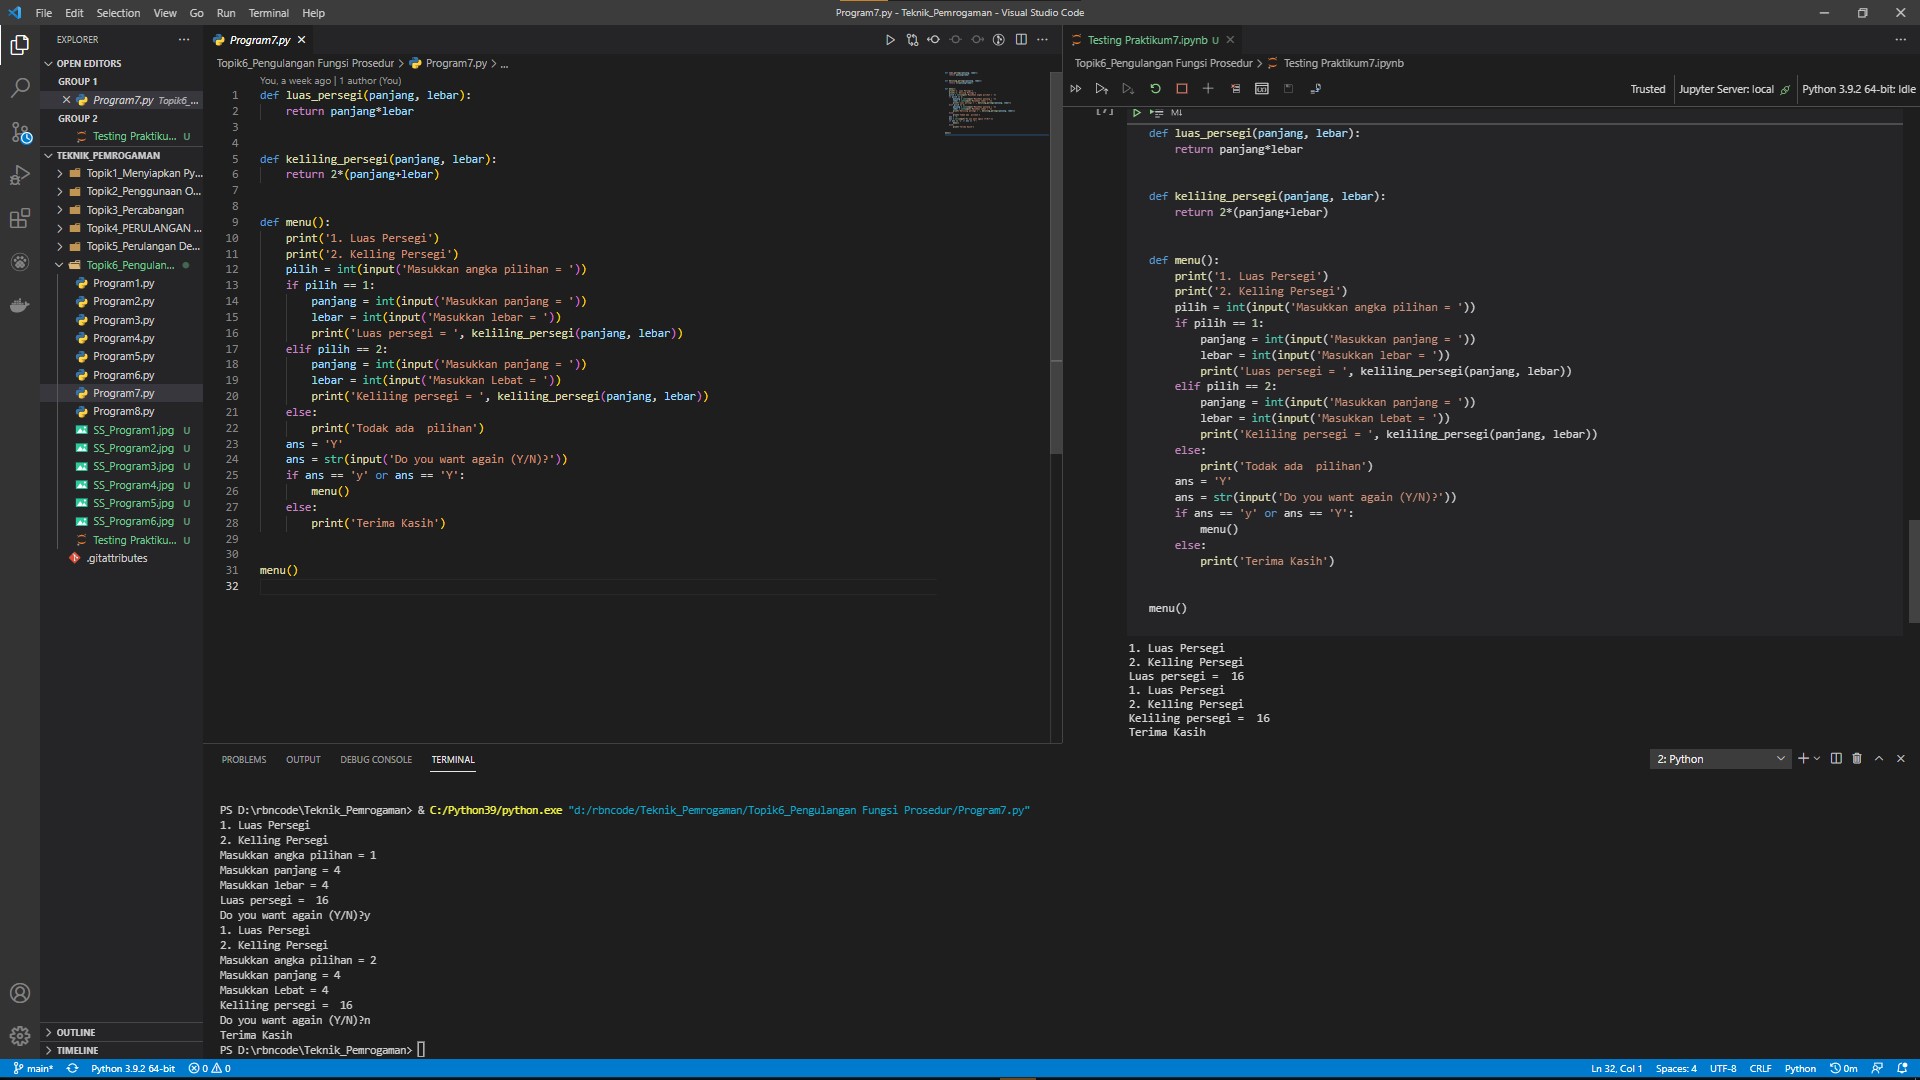 File Edit Selection View Go Run Terminal Help
Program7.py - Teknik_Pemrogaman - Visual Studio Code
EXPLORER
OPEN EDITORS
GROUP 1
Program7.py Topik6_...
GROUP 2
Testing Praktiku... U
TEKNIK_PEMROGAMAN
Topik1_Menyiapkan Py...
Topik2_Penggunaan O...
Topik3_Percabangan
Topik4_PERULANGAN ...
Topik5_Perulangan De...
Topik6_Pengulan...
Program1.py
Program2.py
Program3.py
Program4.py
Program5.py
Program6.py
Program7.py
Program8.py
SS_Program1.jpg U
SS_Program2.jpg U
SS_Program3.jpg U
SS_Program4.jpg U
SS_Program5.jpg U
SS_Program6.jpg U
Testing Praktiku... U
.gitattributes
OUTLINE
TIMELINE
Program7.py
Topik6_Pengulangan Fungsi Prosedur > Program7.py > ...
You, a week ago | 1 author (You)
1 def luas_persegi(panjang, lebar):
2     return panjang*lebar
3
4
5 def keliling_persegi(panjang, lebar):
6     return 2*(panjang+lebar)
7
8
9 def menu():
10     print('1. Luas Persegi')
11     print('2. Kelling Persegi')
12     pilih = int(input('Masukkan angka pilihan = '))
13     if pilih == 1:
14         panjang = int(input('Masukkan panjang = '))
15         lebar = int(input('Masukkan lebar = '))
16         print('Luas persegi = ', keliling_persegi(panjang, lebar))
17     elif pilih == 2:
18         panjang = int(input('Masukkan panjang = '))
19         lebar = int(input('Masukkan Lebat = '))
20         print('Keliling persegi = ', keliling_persegi(panjang, lebar))
21     else:
22         print('Todak ada  pilihan')
23     ans = 'Y'
24     ans = str(input('Do you want again (Y/N)?'))
25     if ans == 'y' or ans == 'Y':
26         menu()
27     else:
28         print('Terima Kasih')
29
30
31 menu()
32
Testing Praktikum7.ipynb U
Topik6_Pengulangan Fungsi Prosedur > Testing Praktikum7.ipynb
Trusted Jupyter Server: local Python 3.9.2 64-bit: Idle
M↓
def luas_persegi(panjang, lebar):
    return panjang*lebar
def keliling_persegi(panjang, lebar):
    return 2*(panjang+lebar)
def menu():
    print('1. Luas Persegi')
    print('2. Kelling Persegi')
    pilih = int(input('Masukkan angka pilihan = '))
    if pilih == 1:
        panjang = int(input('Masukkan panjang = '))
        lebar = int(input('Masukkan lebar = '))
        print('Luas persegi = ', keliling_persegi(panjang, lebar))
    elif pilih == 2:
        panjang = int(input('Masukkan panjang = '))
        lebar = int(input('Masukkan Lebat = '))
        print('Keliling persegi = ', keliling_persegi(panjang, lebar))
    else:
        print('Todak ada  pilihan')
    ans = 'Y'
    ans = str(input('Do you want again (Y/N)?'))
    if ans == 'y' or ans == 'Y':
        menu()
    else:
        print('Terima Kasih')
menu()
1. Luas Persegi
2. Kelling Persegi
Luas persegi =  16
1. Luas Persegi
2. Kelling Persegi
Keliling persegi =  16
Terima Kasih
PROBLEMS OUTPUT DEBUG CONSOLE TERMINAL
2: Python
PS D:\rbncode\Teknik_Pemrogaman> & C:/Python39/python.exe "d:/rbncode/Teknik_Pemrogaman/Topik6_Pengulangan Fungsi Prosedur/Program7.py"
1. Luas Persegi
2. Kelling Persegi
Masukkan angka pilihan = 1
Masukkan panjang = 4
Masukkan lebar = 4
Luas persegi =  16
Do you want again (Y/N)?y
1. Luas Persegi
2. Kelling Persegi
Masukkan angka pilihan = 2
Masukkan panjang = 4
Masukkan Lebat = 4
Keliling persegi =  16
Do you want again (Y/N)?n
Terima Kasih
PS D:\rbncode\Teknik_Pemrogaman>
main* Python 3.9.2 64-bit 0 0
Ln 32, Col 1 Spaces: 4 UTF-8 CRLF Python 0m